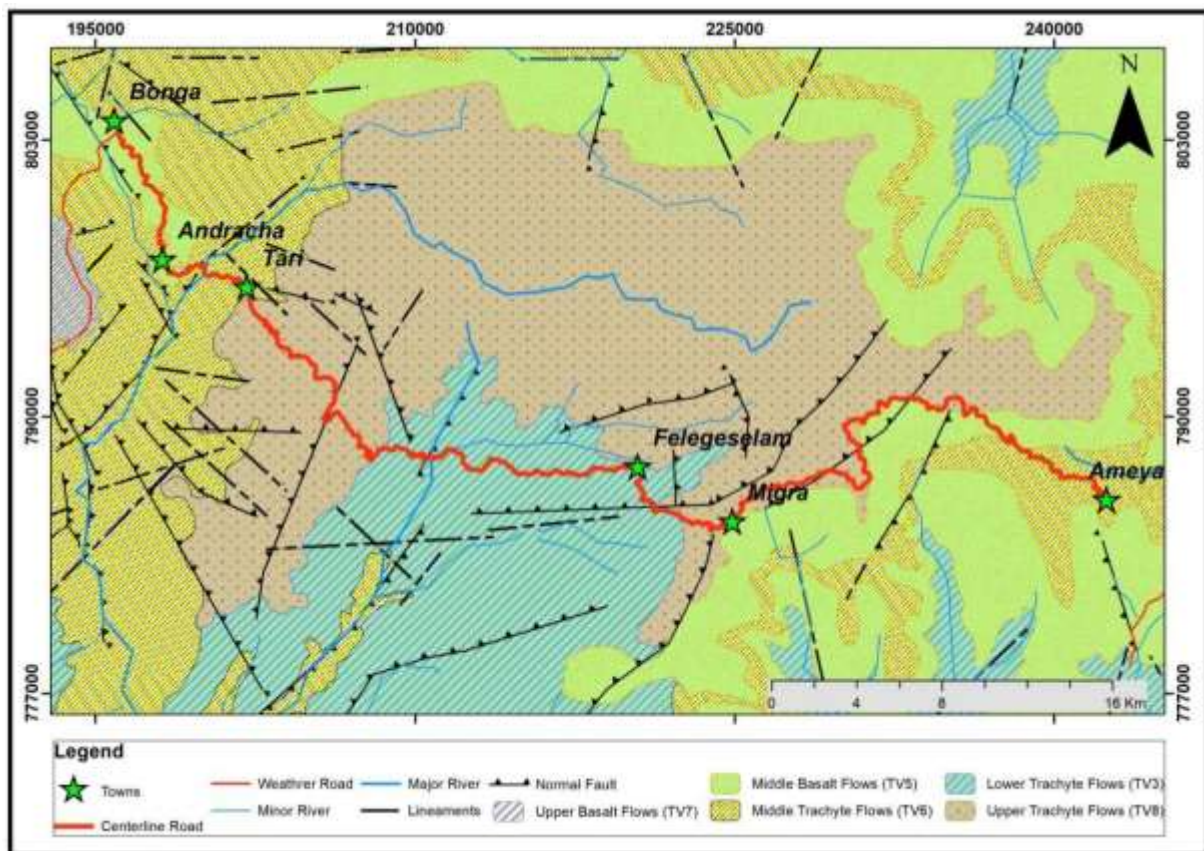 195000 210000 225000 240000
N
Bonga
803000 803000
Andracha
Tari
790000 790000
Felegeselam
Ameya
Migra
777000 777000
0 4 8 16 Km
Legend
Towns Weathrer Road Major River Normal Fault Middle Basalt Flows (TV5) Lower Trachyte Flows (TV3)
Minor River Lineaments Upper Basalt Flows (TV7) Middle Trachyte Flows (TV6) Upper Trachyte Flows (TV8)
Centerline Road